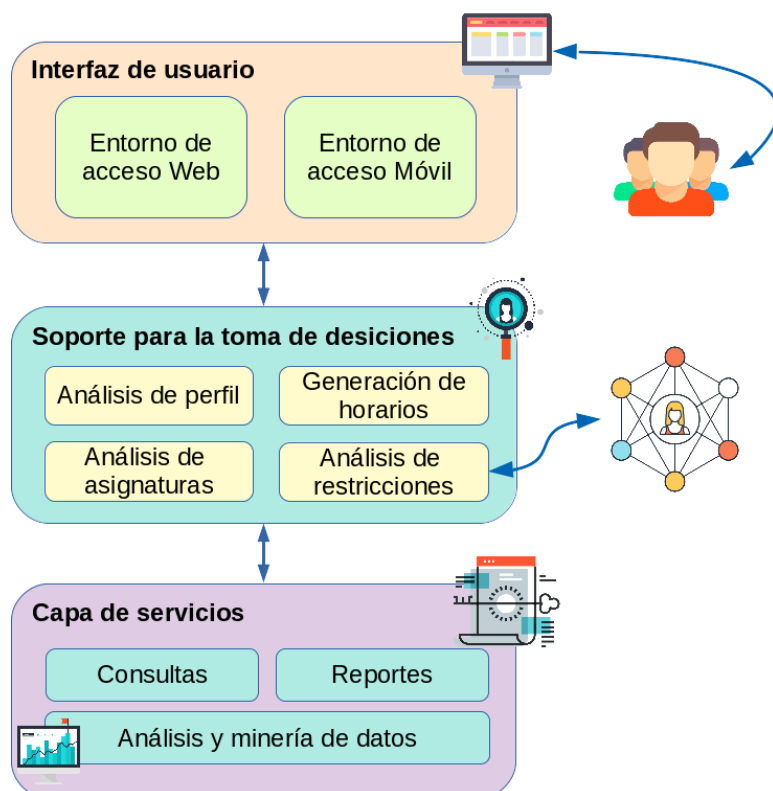 Interfaz de usuario
Entorno de
acceso Web
Entorno de
acceso Móvil
Soporte para la toma de desiciones
Análisis de perfil
Generación de
horarios
Análisis de
asignaturas
Análisis de
restricciones
Capa de servicios
Consultas
Reportes
Análisis y minería de datos